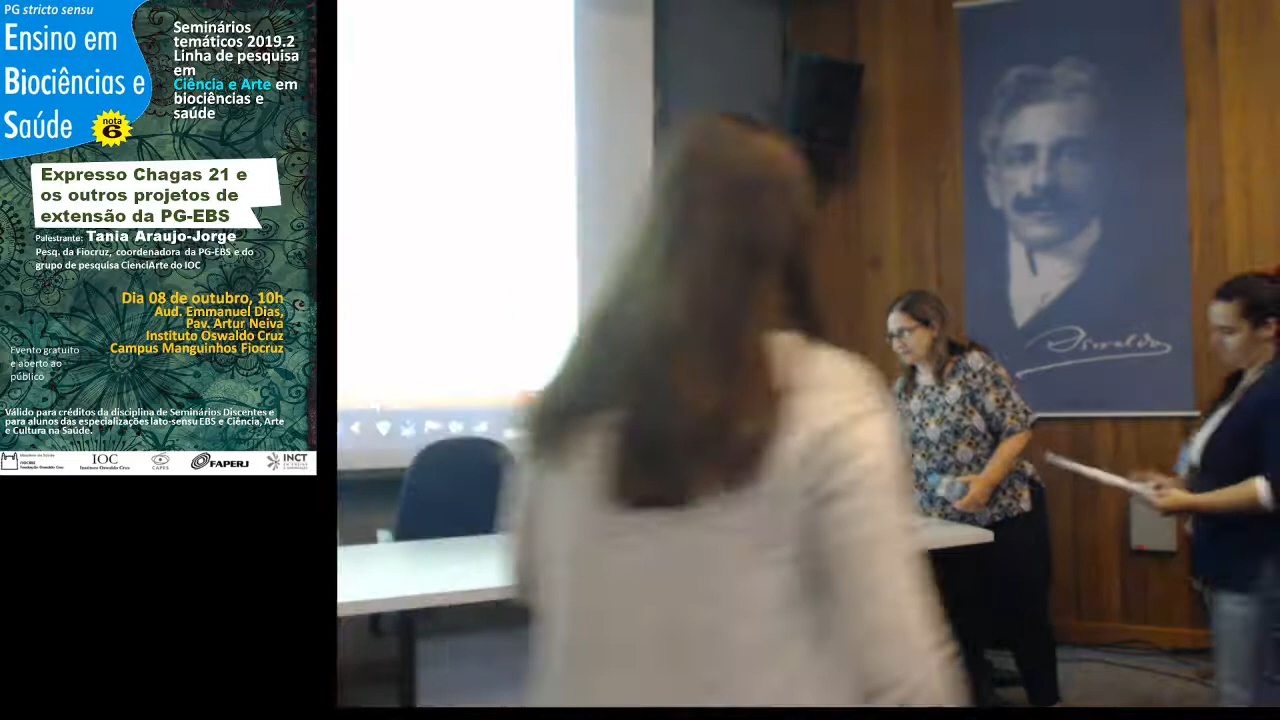 PG stricto sensu
Ensino em
Biociências e
Saúde
nota
6
Seminários
temáticos 2019.2
Linha de pesquisa
em
Ciência e Arte em
biociências e
saúde
Expresso Chagas 21 e
os outros projetos de
extensão da PG-EBS
Palestrante: Tania Araujo-Jorge
Pesq. da Fiocruz, coordenadora da PG-EBS e do
grupo de pesquisa CienciArte do IOC
Dia 08 de outubro, 10h
Aud. Emmanuel Dias,
Pav. Artur Neiva
Instituto Oswaldo Cruz
Campus Manguinhos Fiocruz
Evento gratuito
e aberto ao
público
Válido para créditos da disciplina de Seminários Discentes e
para alunos das especializações lato-sensu EBS e Ciência, Arte
e Cultura na Saúde.
IOC
Instituto Oswaldo Cruz
CAPES
FAPERJ
INCT
Oswaldo